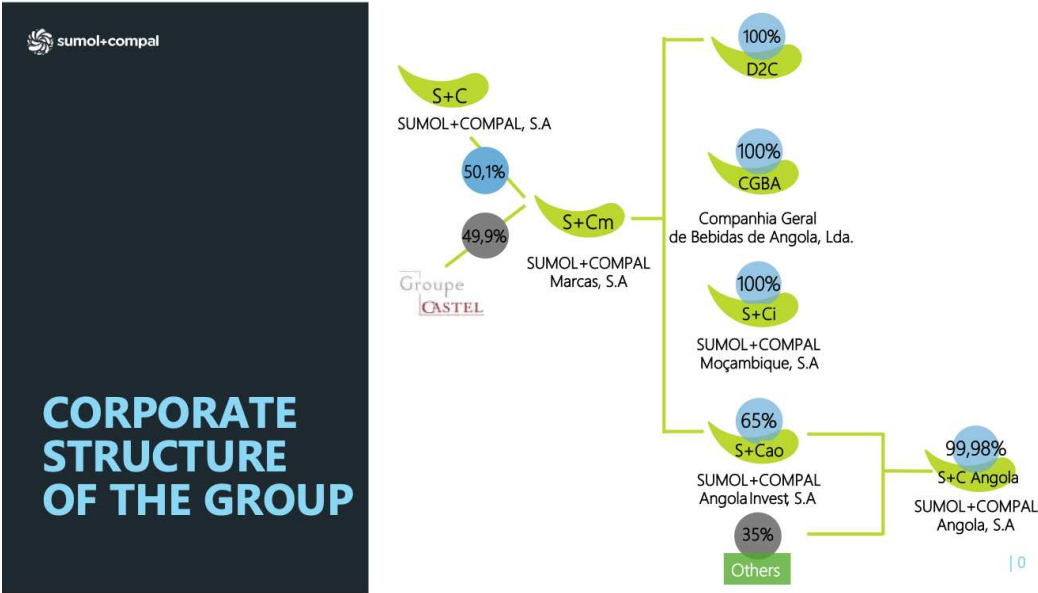 sumol+compal
CORPORATE
STRUCTURE
OF THE GROUP
S+C
SUMOL+COMPAL, S.A
50,1%
49,9%
Groupe
CASTEL
S+Cm
SUMOL+COMPAL
Marcas, S.A
100%
D2C
100%
CGBA
Companhia Geral
de Bebidas de Angola, Lda.
100%
S+Ci
SUMOL+COMPAL
Moçambique, S.A
65%
S+Cao
SUMOL+COMPAL
Angola Invest, S.A
35%
Others
99,98%
S+C Angola
SUMOL+COMPAL
Angola, S.A
| 0